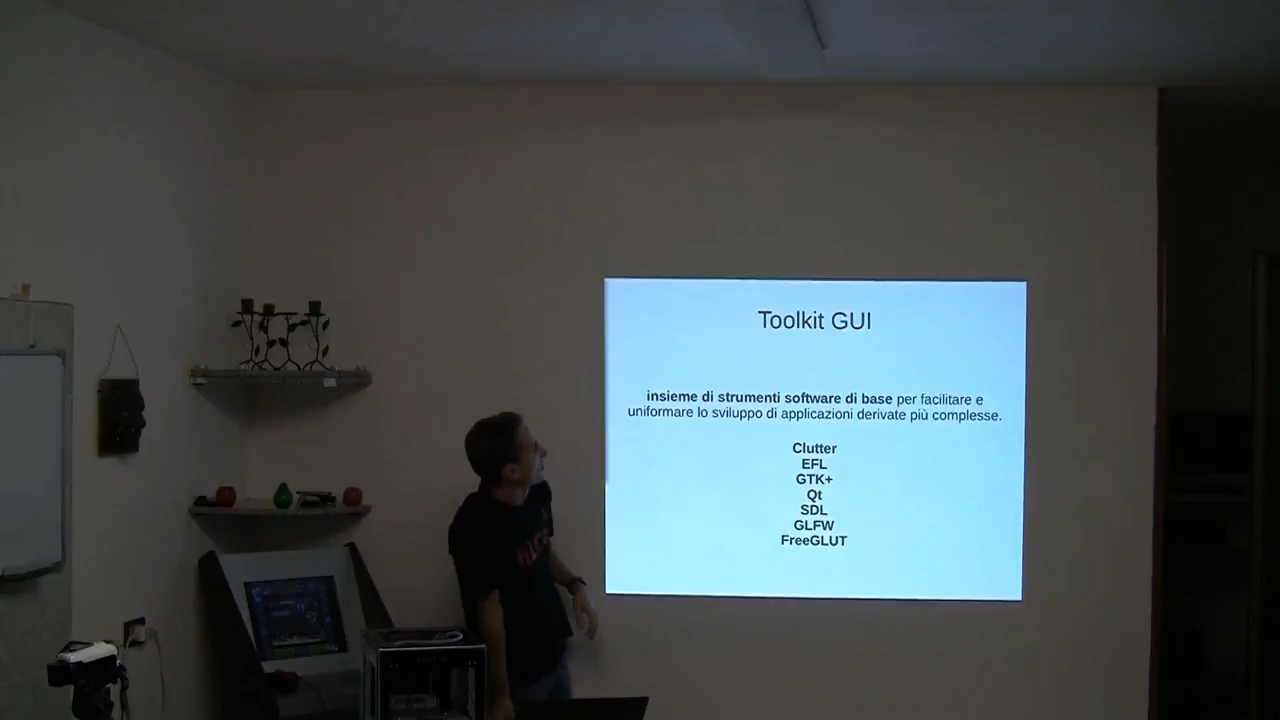 Toolkit GUI
insieme di strumenti software di base per facilitare e
uniformare lo sviluppo di applicazioni derivate più complesse.
Clutter
EFL
GTK+
Qt
SDL
GLFW
FreeGLUT